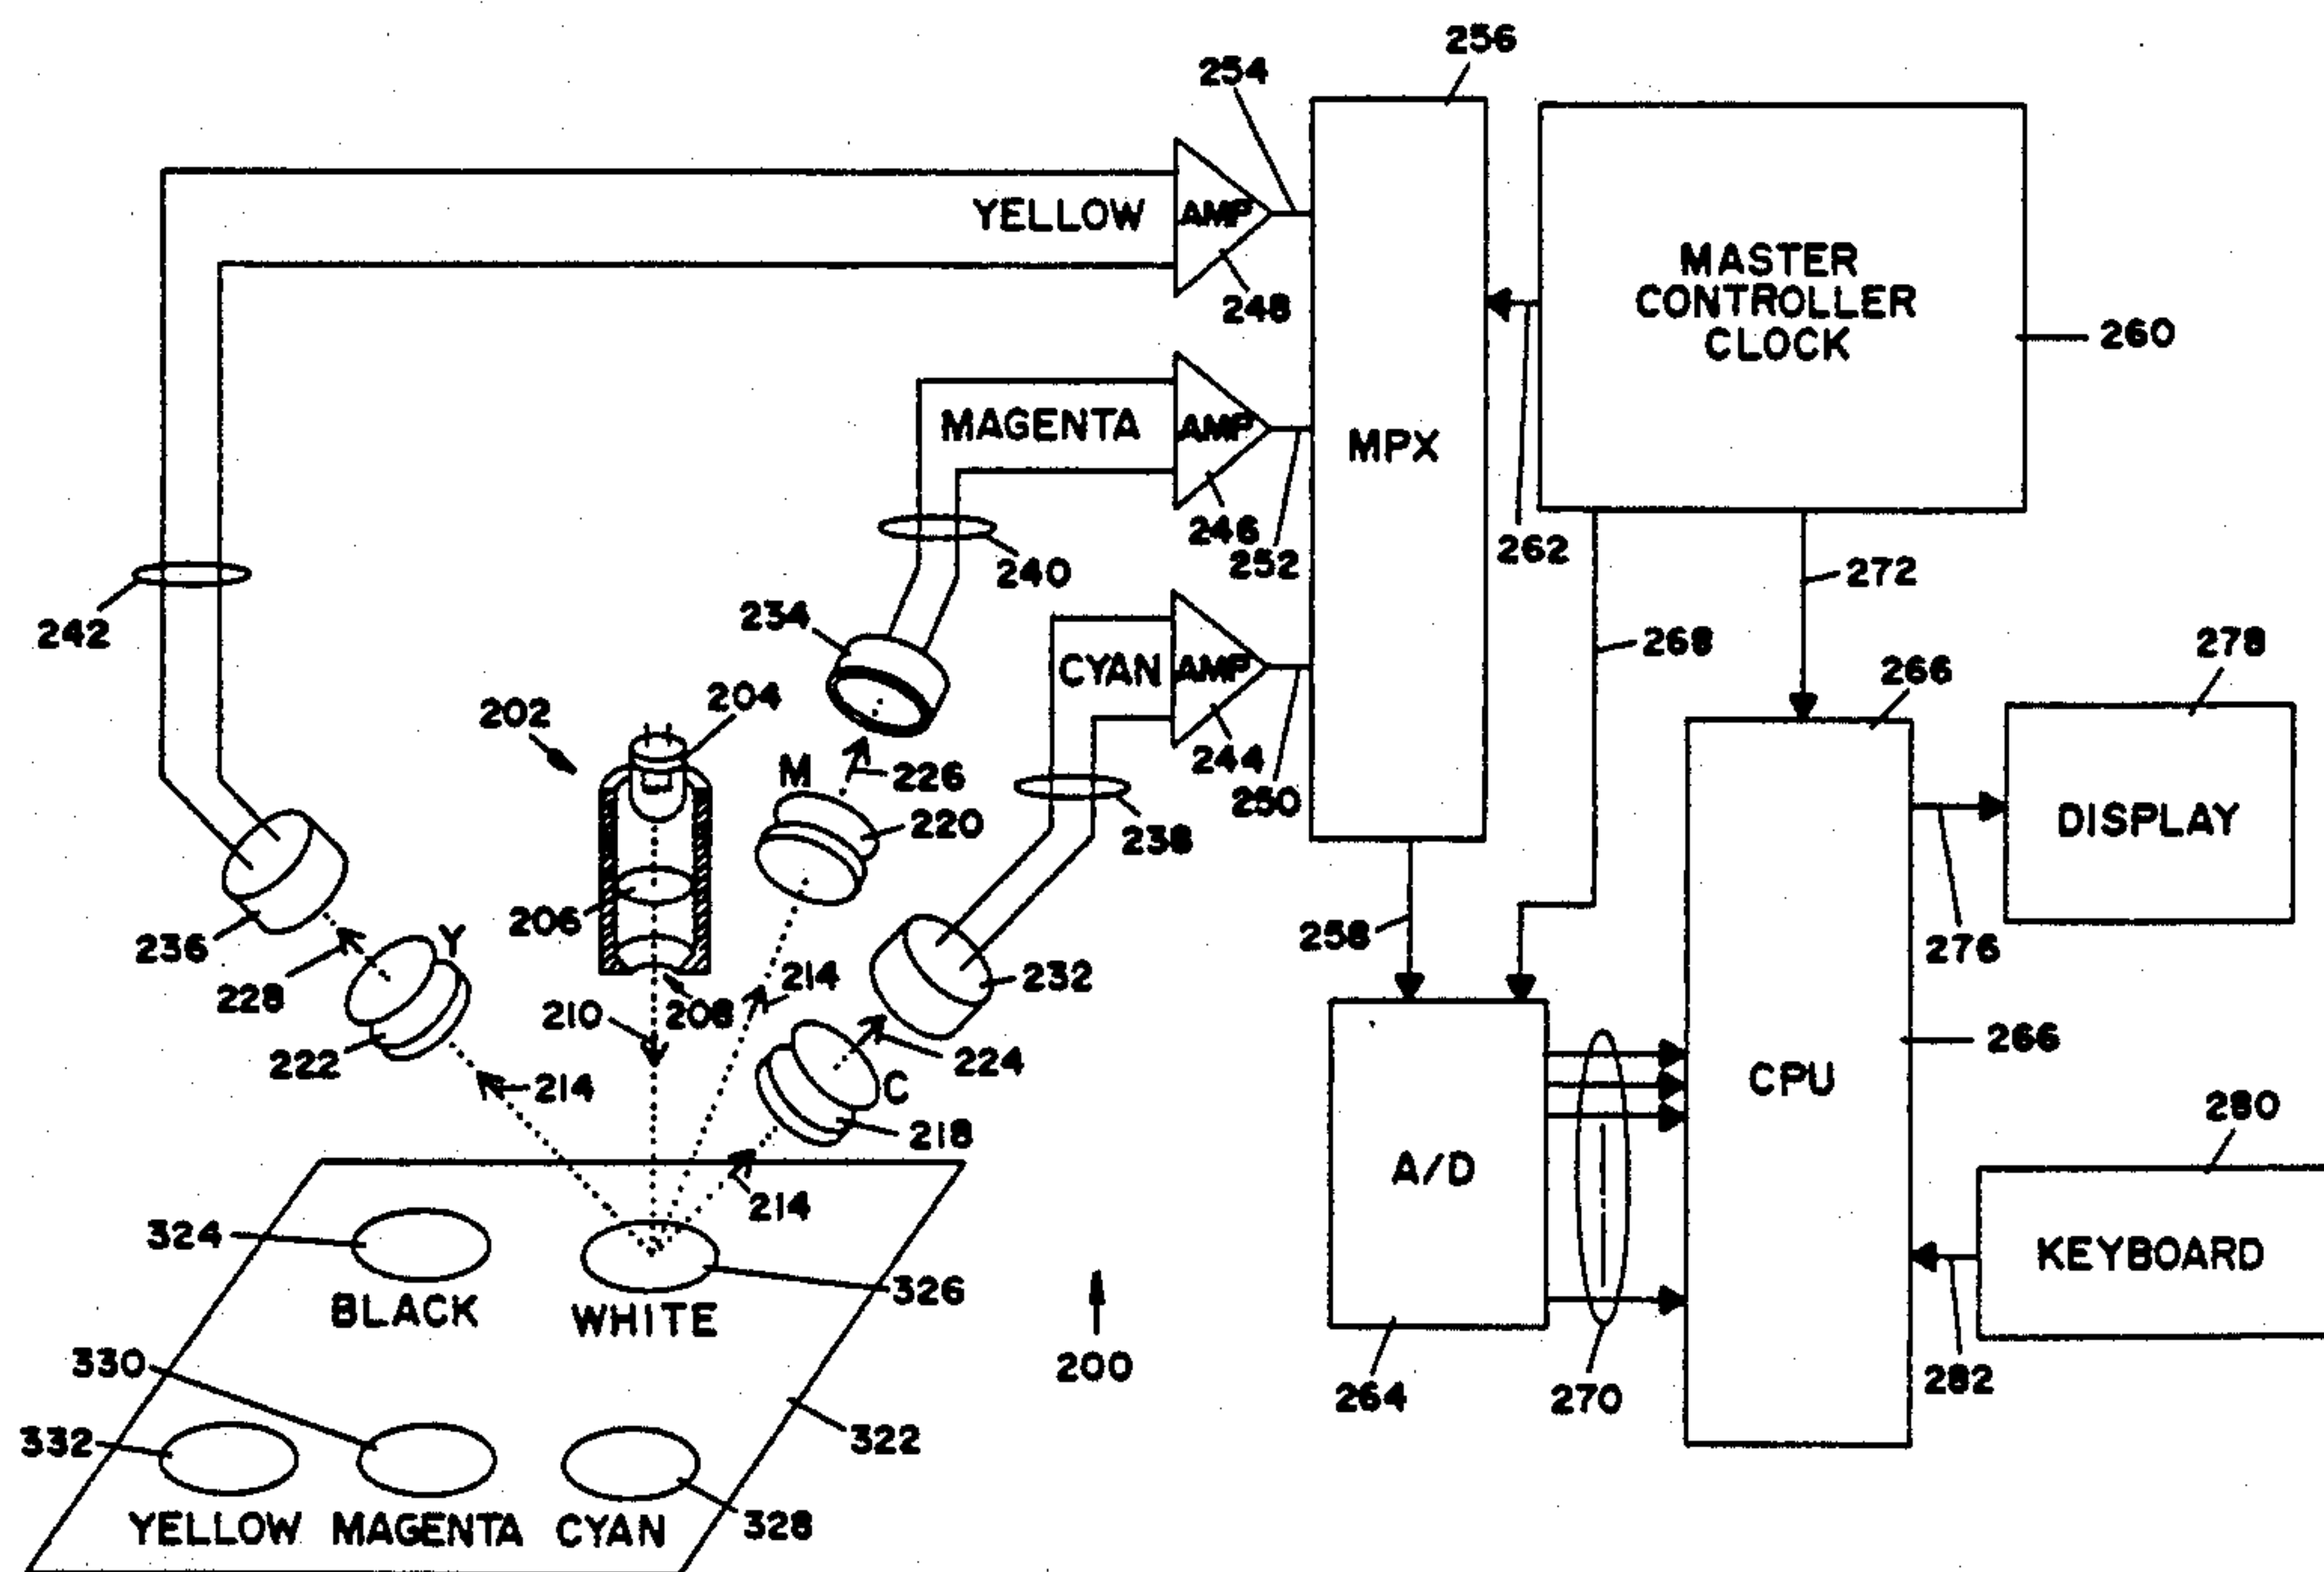 256
254
YELLOW
AMP
248
MASTER
CONTROLLER
CLOCK
260
MAGENTA
AMP
246
252
MPX
262
240
272
242
234
CYAN
AMP
268
278
266
204
202
244
250
M
226
220
238
DISPLAY
206
236
Y
228
258
276
214
232
210
208
222
214
224
C
218
266
CPU
280
A/D
214
324
BLACK
WHITE
326
KEYBOARD
330
200
264
270
282
332
322
YELLOW
MAGENTA
CYAN
328